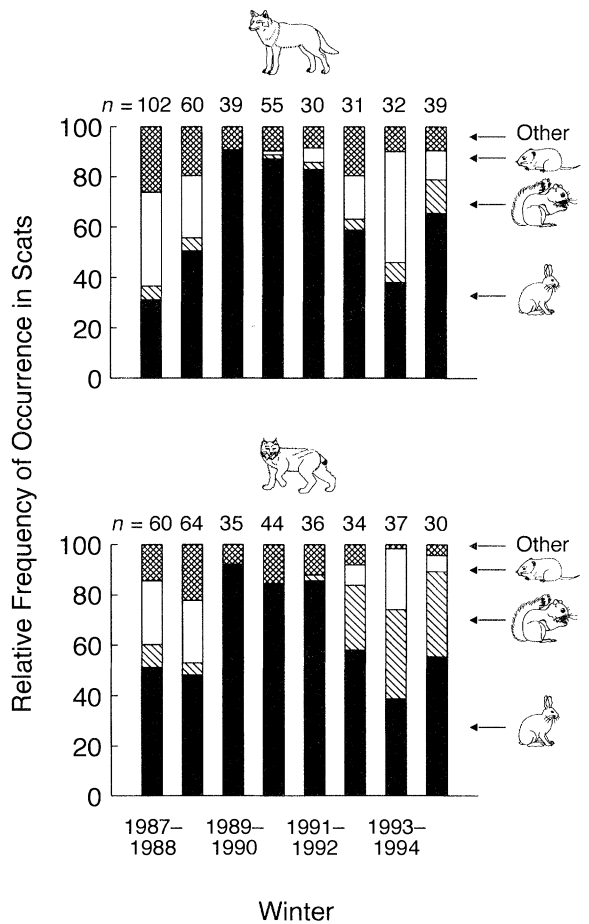 n = 102 60 39 55 30 31 32 39
100
80
60
40
20
0
Other
Relative Frequency of Occurrence in Scats
n = 60 64 35 44 36 34 37 30
100
80
60
40
20
0
Other
1987– 1989– 1991– 1993–
1988 1990 1992 1994
Winter